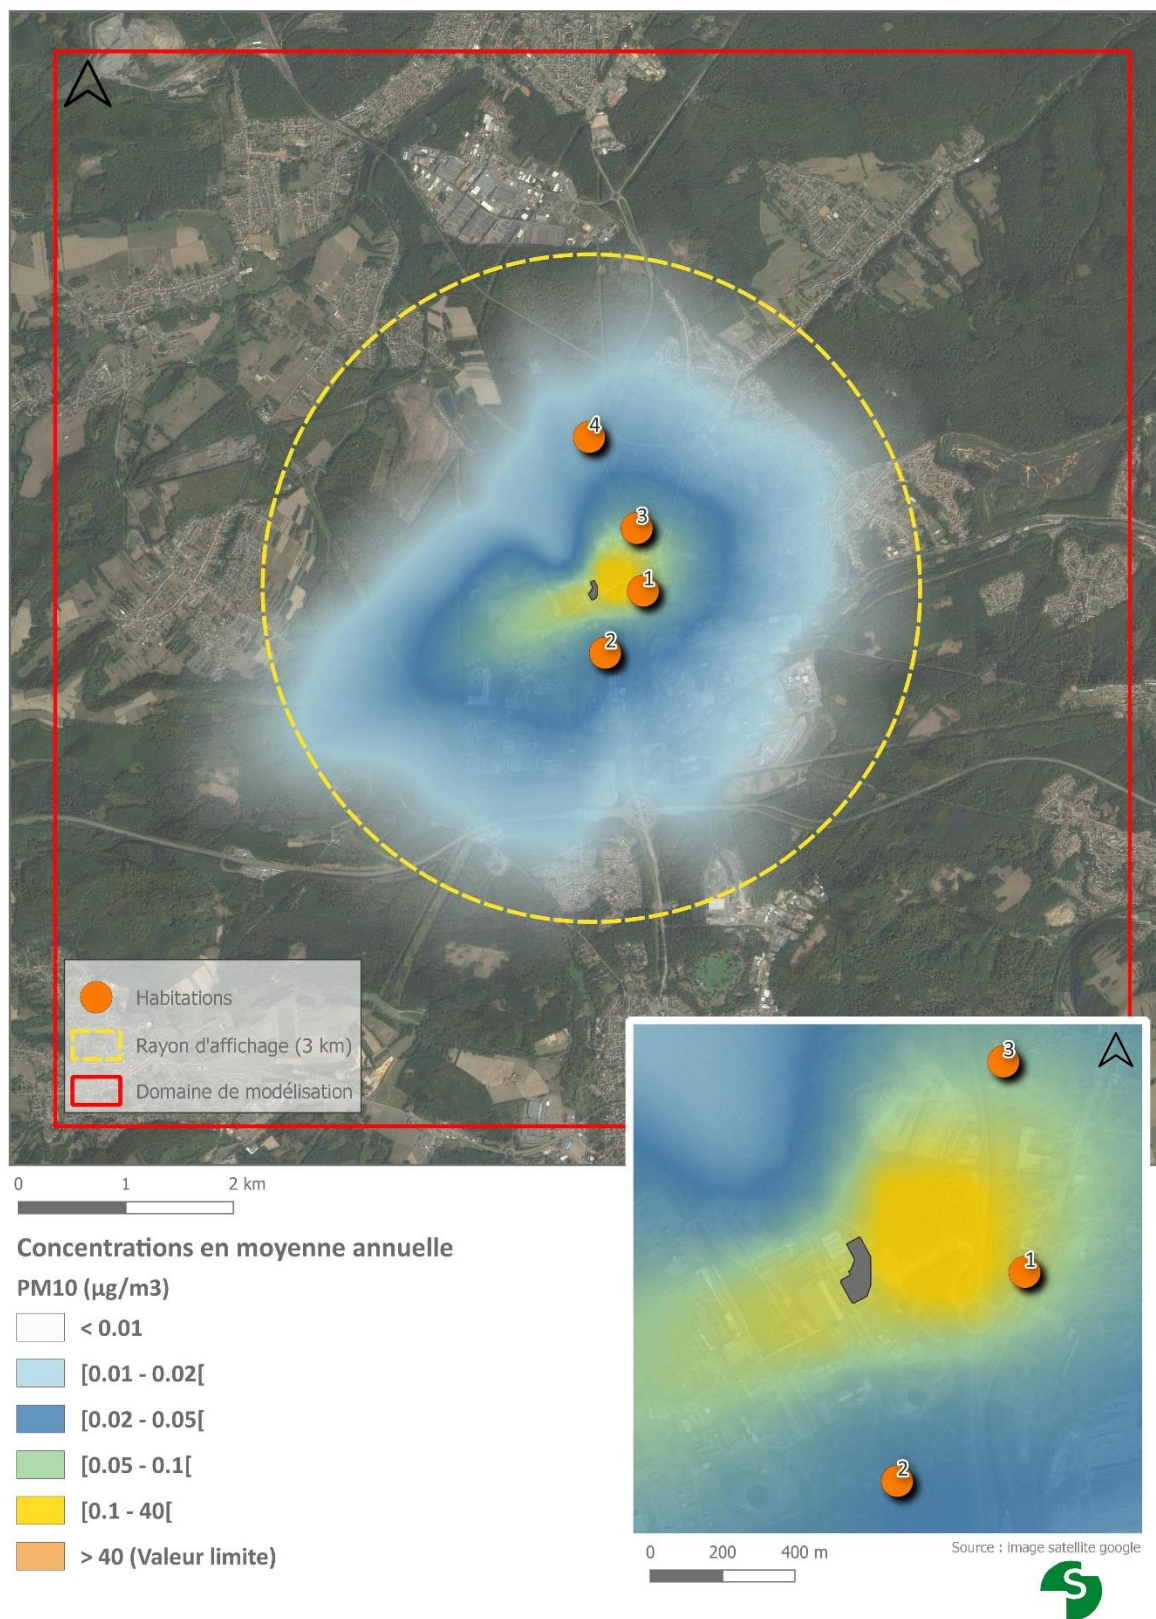 4
3
1
2
Habitations
Rayon d'affichage (3 km)
Domaine de modélisation
3
1
2
0 1 2 km
Concentrations en moyenne annuelle
PM10 (µg/m3)
< 0.01
[0.01 - 0.02[
[0.02 - 0.05[
[0.05 - 0.1[
[0.1 - 40[
> 40 (Valeur limite)
0 200 400 m
Source : image satellite google
S